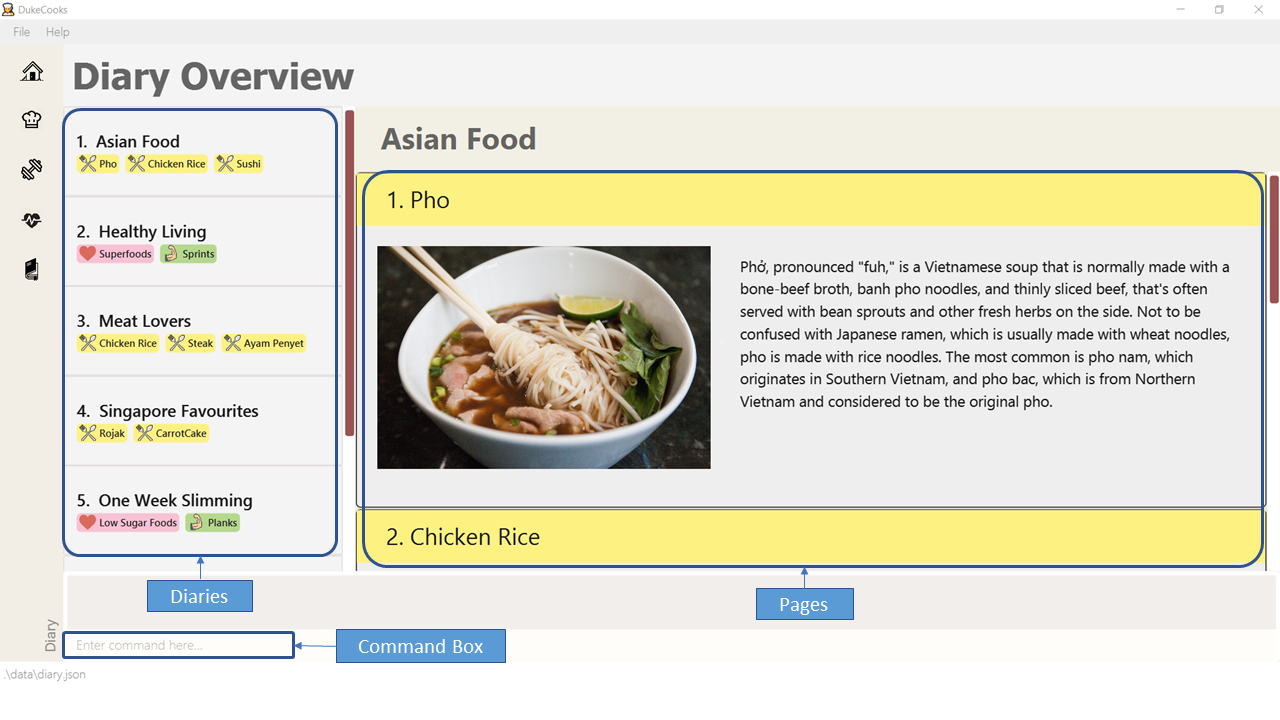 DukeCooks
File Help
Diary Overview
1. Asian Food
Pho Chicken Rice Sushi
2. Healthy Living
Superfoods Sprints
3. Meat Lovers
Chicken Rice Steak Ayam Penyet
4. Singapore Favourites
Rojak CarrotCake
5. One Week Slimming
Low Sugar Foods Planks
Diaries
Asian Food
1. Pho
Phở, pronounced "fuh," is a Vietnamese soup that is normally made with a
bone-beef broth, banh pho noodles, and thinly sliced beef, that's often
served with bean sprouts and other fresh herbs on the side. Not to be
confused with Japanese ramen, which is usually made with wheat noodles,
pho is made with rice noodles. The most common is pho nam, which
originates in Southern Vietnam, and pho bac, which is from Northern
Vietnam and considered to be the original pho.
2. Chicken Rice
Pages
Diary
Enter command here...
Command Box
.\data\diary.json